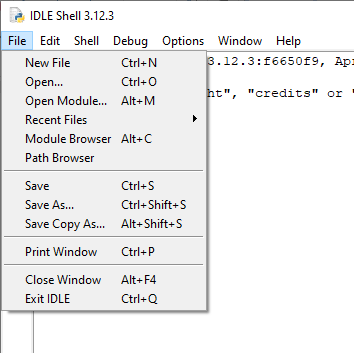 IDLE Shell 3.12.3
File Edit Shell Debug Options Window Help
3.12.3:f6650f9, Apr
New File Ctrl+N
Open... Ctrl+O
Open Module... Alt+M
ht", "credits" or "
Recent Files
Module Browser Alt+C
Path Browser
Save Ctrl+S
Save As... Ctrl+Shift+S
Save Copy As... Alt+Shift+S
Print Window Ctrl+P
Close Window Alt+F4
Exit IDLE Ctrl+Q